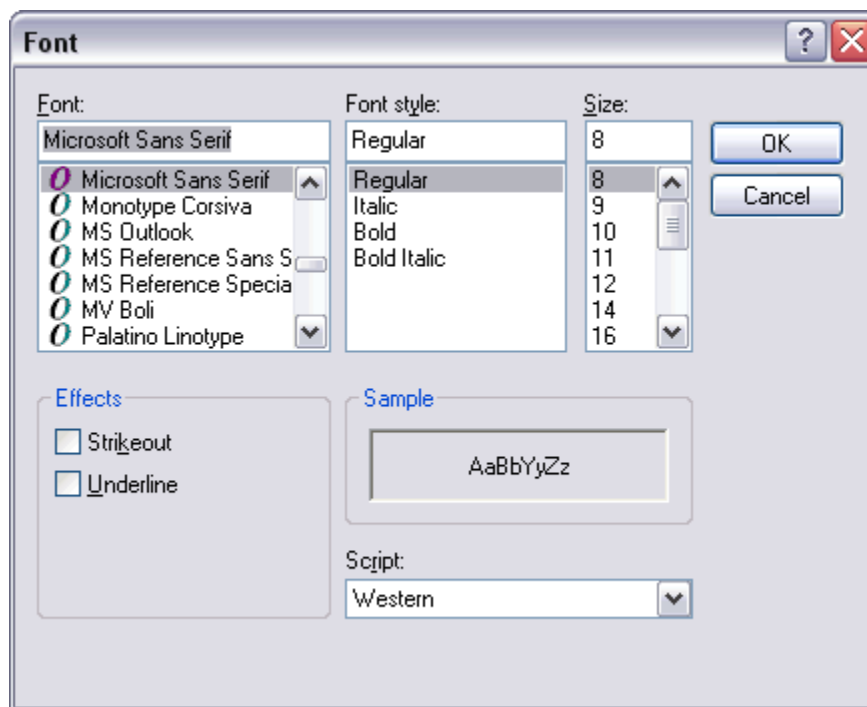 Font
Font:
Microsoft Sans Serif
Microsoft Sans Serif
Monotype Corsiva
MS Outlook
MS Reference Sans S
MS Reference Specia
MV Boli
Palatino Linotype
Font style:
Regular
Regular
Italic
Bold
Bold Italic
Size:
8
8
9
10
11
12
14
16
OK
Cancel
Effects
Strikeout
Underline
Sample
AaBbYyZz
Script:
Western